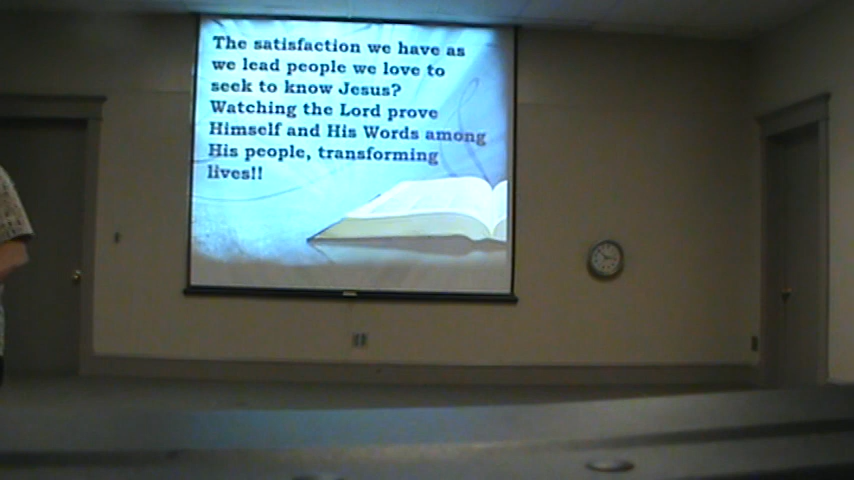 The satisfaction we have as
we lead people we love to
seek to know Jesus?
Watching the Lord prove
Himself and His Words among
His people, transforming
lives!!